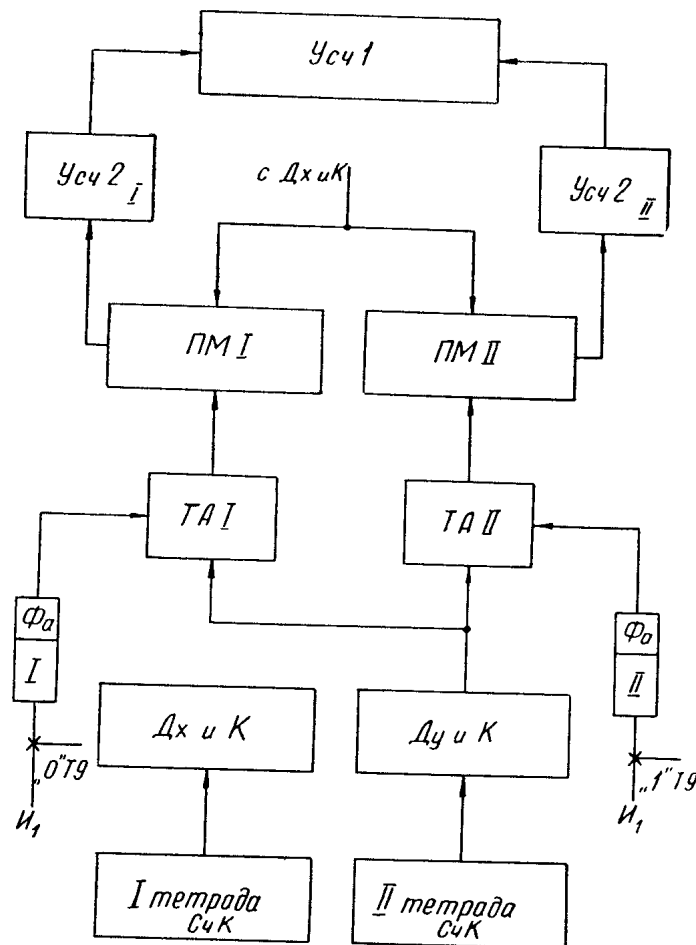 Усч 1
Усч 2 I
с Дх и К
Усч 2 II
ПМ I
ПМ II
ТА I
ТА II
Фа
I
Фа
II
Дх и К
Ду и К
„0"Т9
И₁
„1"Т9
И₁
I тетрада
СчК
II тетрада
СчК